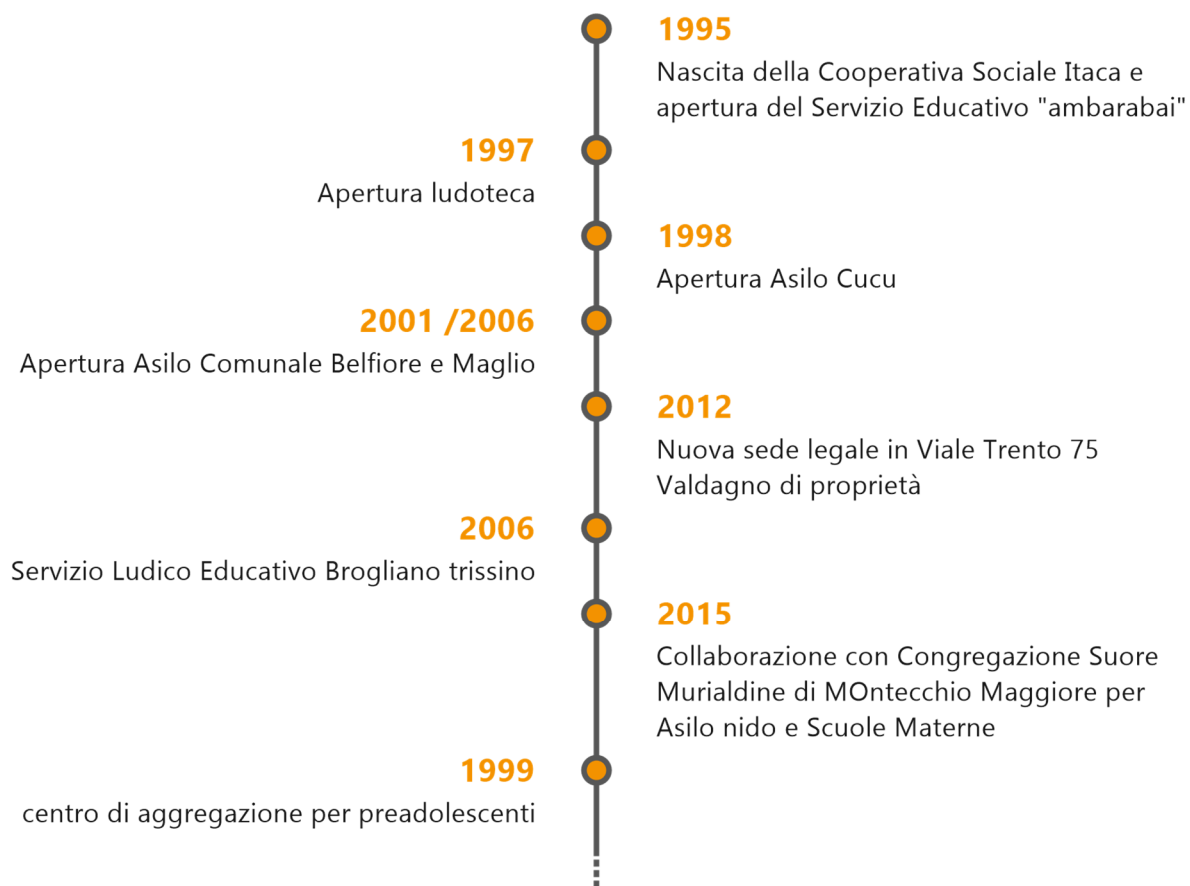 1995
Nascita della Cooperativa Sociale Itaca e
apertura del Servizio Educativo "ambarabai"
1997
Apertura ludoteca
1998
Apertura Asilo Cucu
2001 /2006
Apertura Asilo Comunale Belfiore e Maglio
2012
Nuova sede legale in Viale Trento 75
Valdagno di proprietà
2006
Servizio Ludico Educativo Brogliano trissino
2015
Collaborazione con Congregazione Suore
Murialdine di MOntecchio Maggiore per
Asilo nido e Scuole Materne
1999
centro di aggregazione per preadolescenti